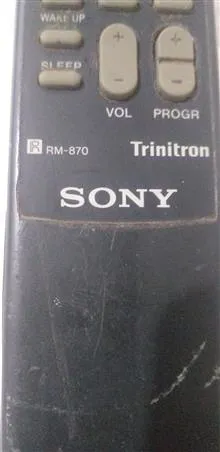 WAKE UP
SLEEP
+ +
- -
VOL PROGR
R RM-870 Trinitron
SONY